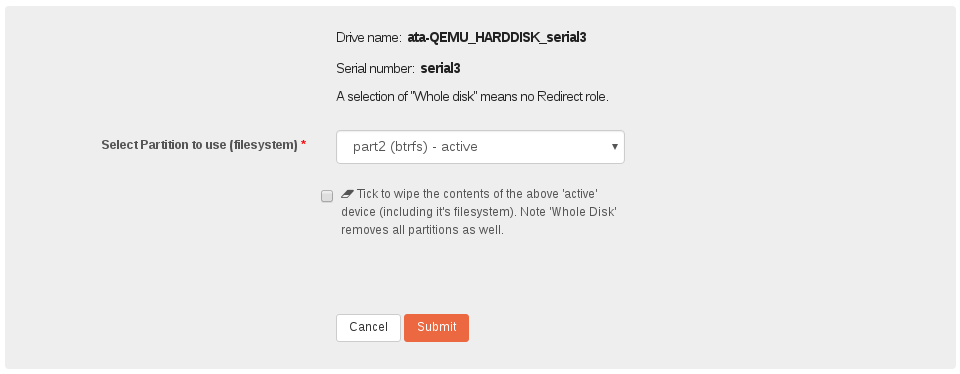 Drive name: ata-QEMU_HARDDISK_serial3
Serial number: serial3
A selection of "Whole disk" means no Redirect role.
Select Partition to use (filesystem) *
part2 (btrfs) - active
Tick to wipe the contents of the above 'active'
device (including it's filesystem). Note 'Whole Disk'
removes all partitions as well.
Cancel
Submit